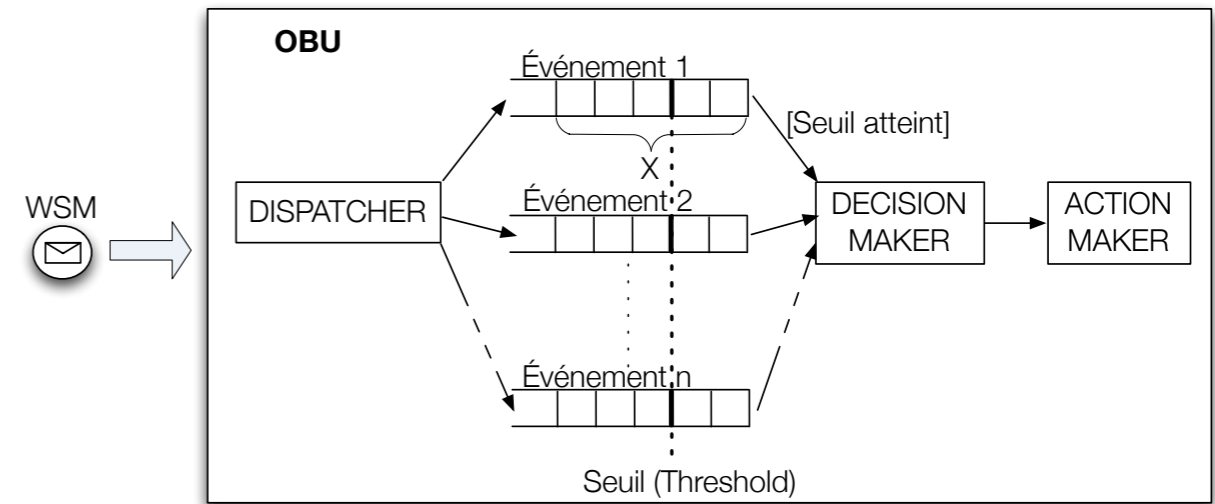 OBU
Événement 1
[Seuil atteint]
X
WSM
DISPATCHER
Événement 2
DECISION
MAKER
ACTION
MAKER
Événement n
Seuil (Threshold)